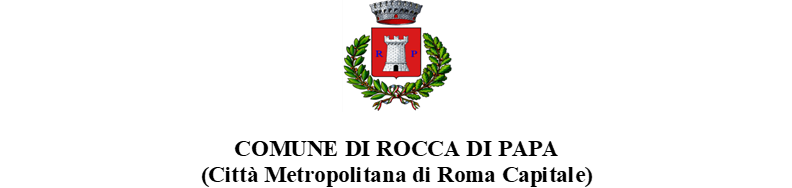 R P
COMUNE DI ROCCA DI PAPA
(Città Metropolitana di Roma Capitale)